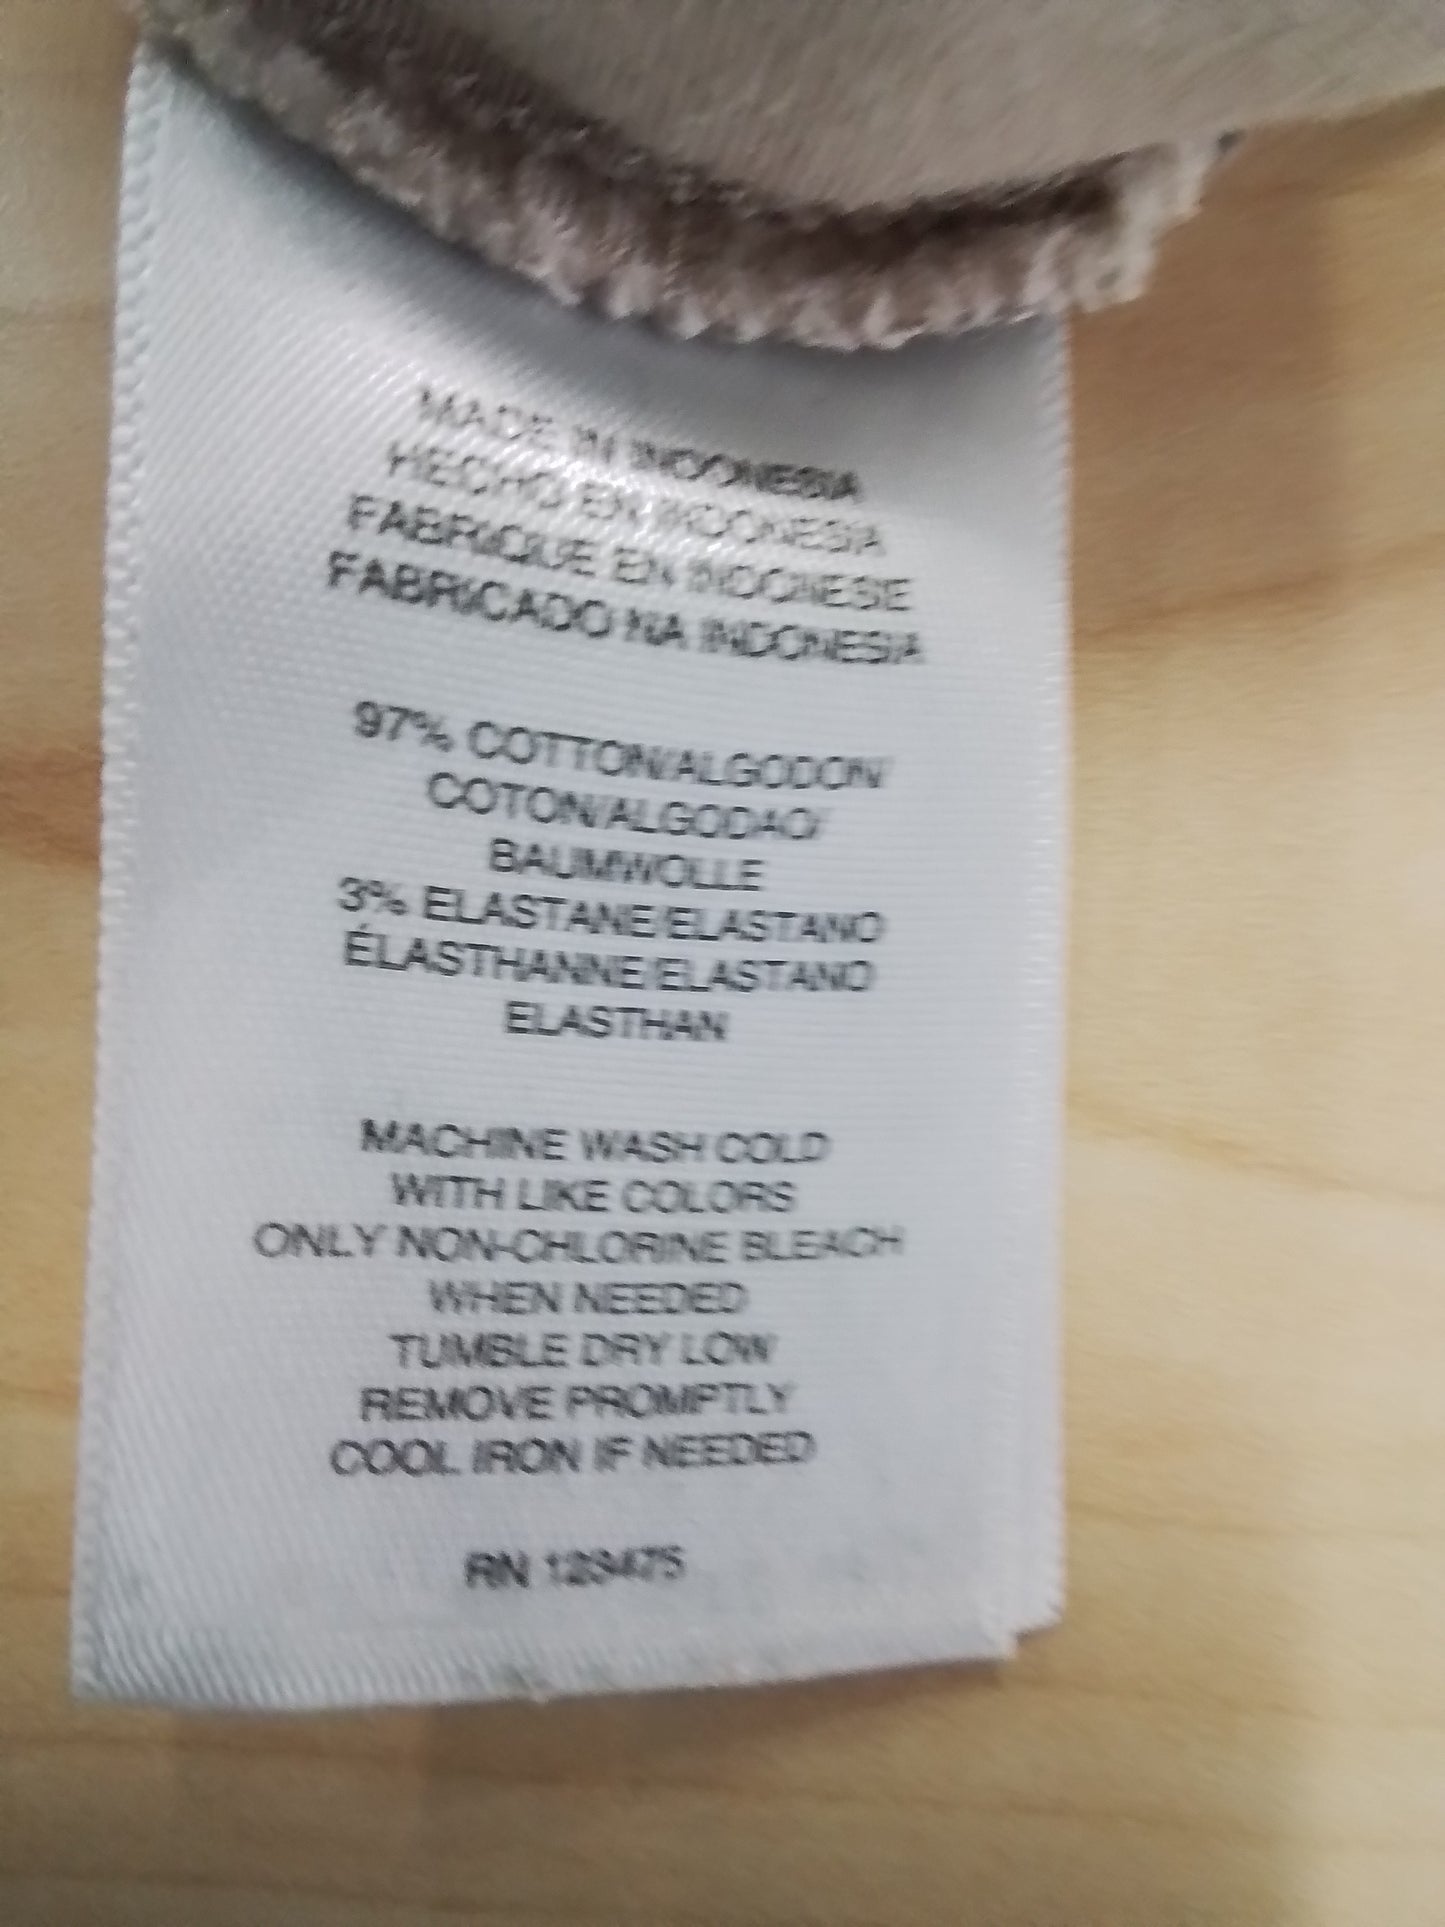 MADE IN INDONESIA
HECHO EN INDONESIA
FABRIQUE EN INDONESIE
FABRICADO NA INDONESIA
97% COTTON/ALGODON/
COTON/ALGODAO/
BAUMWOLLE
3% ELASTANE/ELASTANO
ÉLASTHANNE/ELASTANO
ELASTHAN
MACHINE WASH COLD
WITH LIKE COLORS
ONLY NON-CHLORINE BLEACH
WHEN NEEDED
TUMBLE DRY LOW
REMOVE PROMPTLY
COOL IRON IF NEEDED
RN 123475